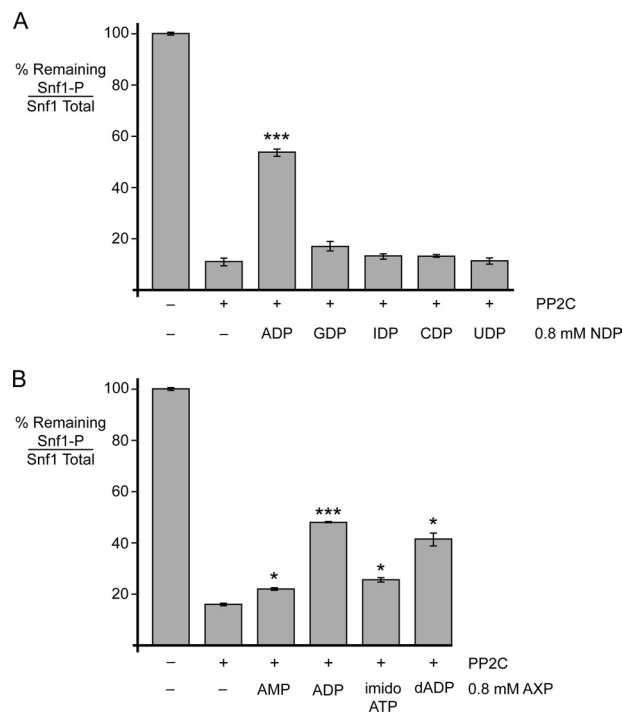 A
% Remaining
Snf1-P
Snf1 Total
100
80
60
40
20
***
– + + + + + + PP2C
– – ADP GDP IDP CDP UDP 0.8 mM NDP
B
% Remaining
Snf1-P
Snf1 Total
100
80
60
40
20
* *** * *
– + + + + + PP2C
– – AMP ADP imido dADP 0.8 mM AXP
ATP